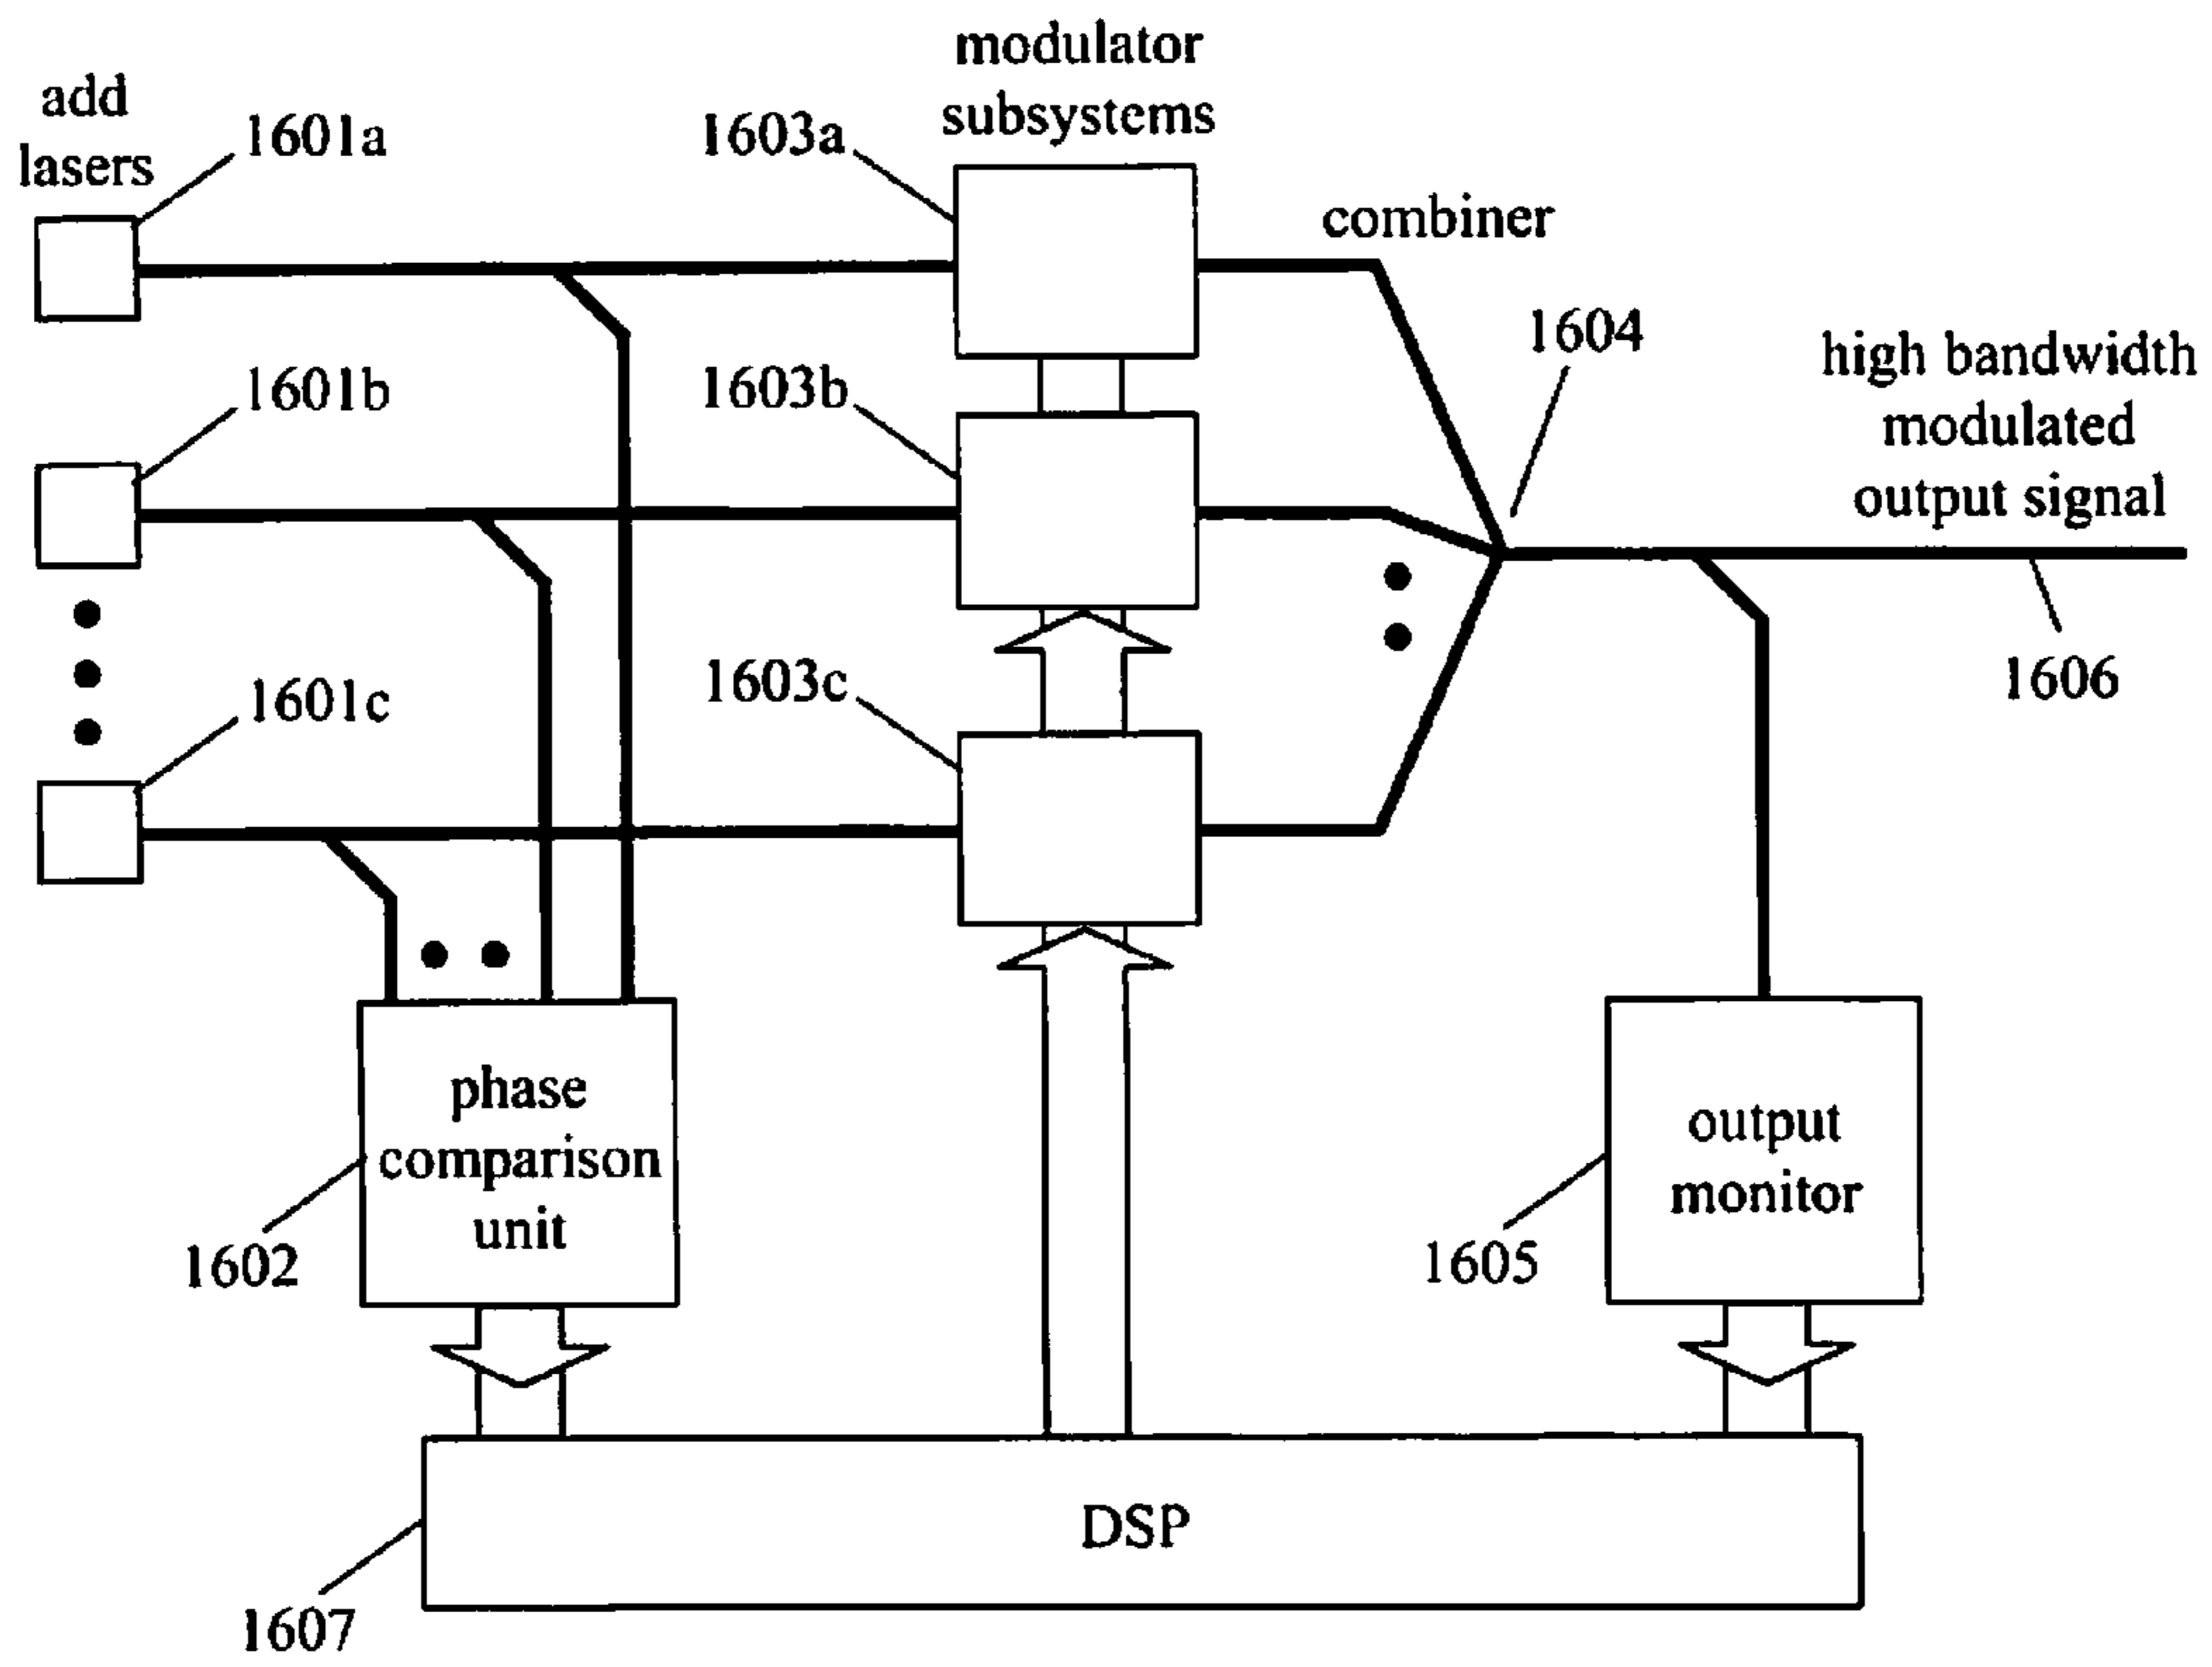 modulator
subsystems
add
lasers
1601a
1603a
combiner
1604
high bandwidth
modulated
output signal
1601b
1603b
1606
1601c
1603c
phase
comparison
unit
output
monitor
1602
1605
DSP
1607